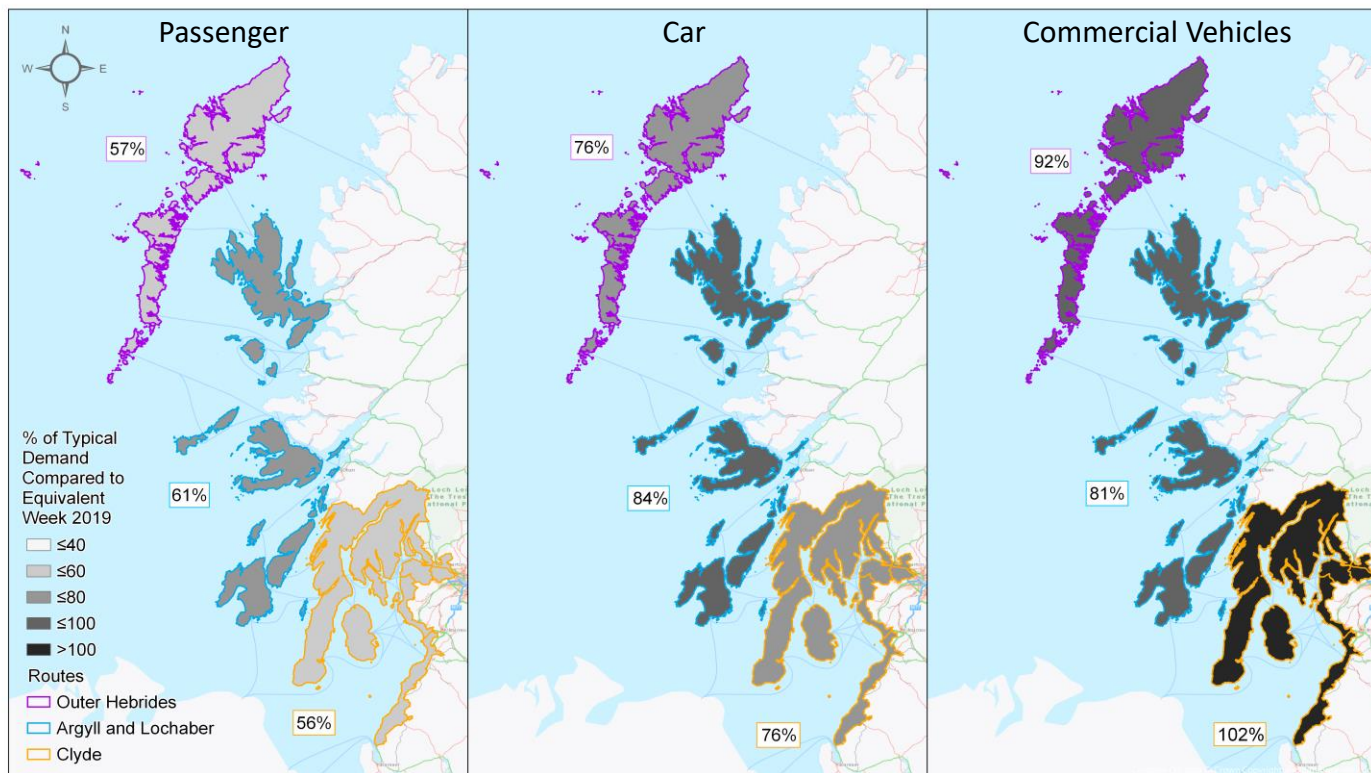 Passenger
Car
Commercial Vehicles
N
W
E
S
57%
76%
92%
61%
84%
81%
56%
76%
102%
% of Typical
Demand
Compared to
Equivalent
Week 2019
≤40
≤60
≤80
≤100
>100
Routes
Outer Hebrides
Argyll and Lochaber
Clyde